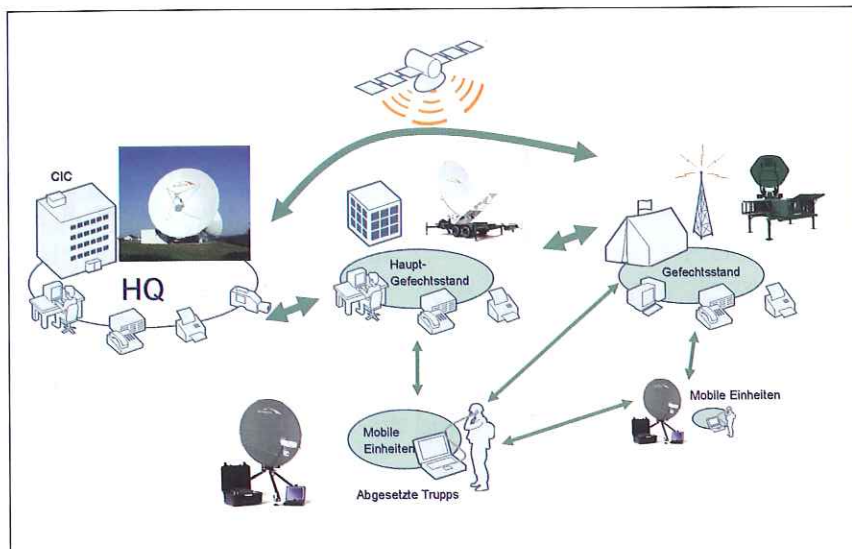 CIC
HQ
Haupt-
Gefechtsstand
Gefechtsstand
Mobile Einheiten
Mobile
Einheiten
Abgesetzte Trupps